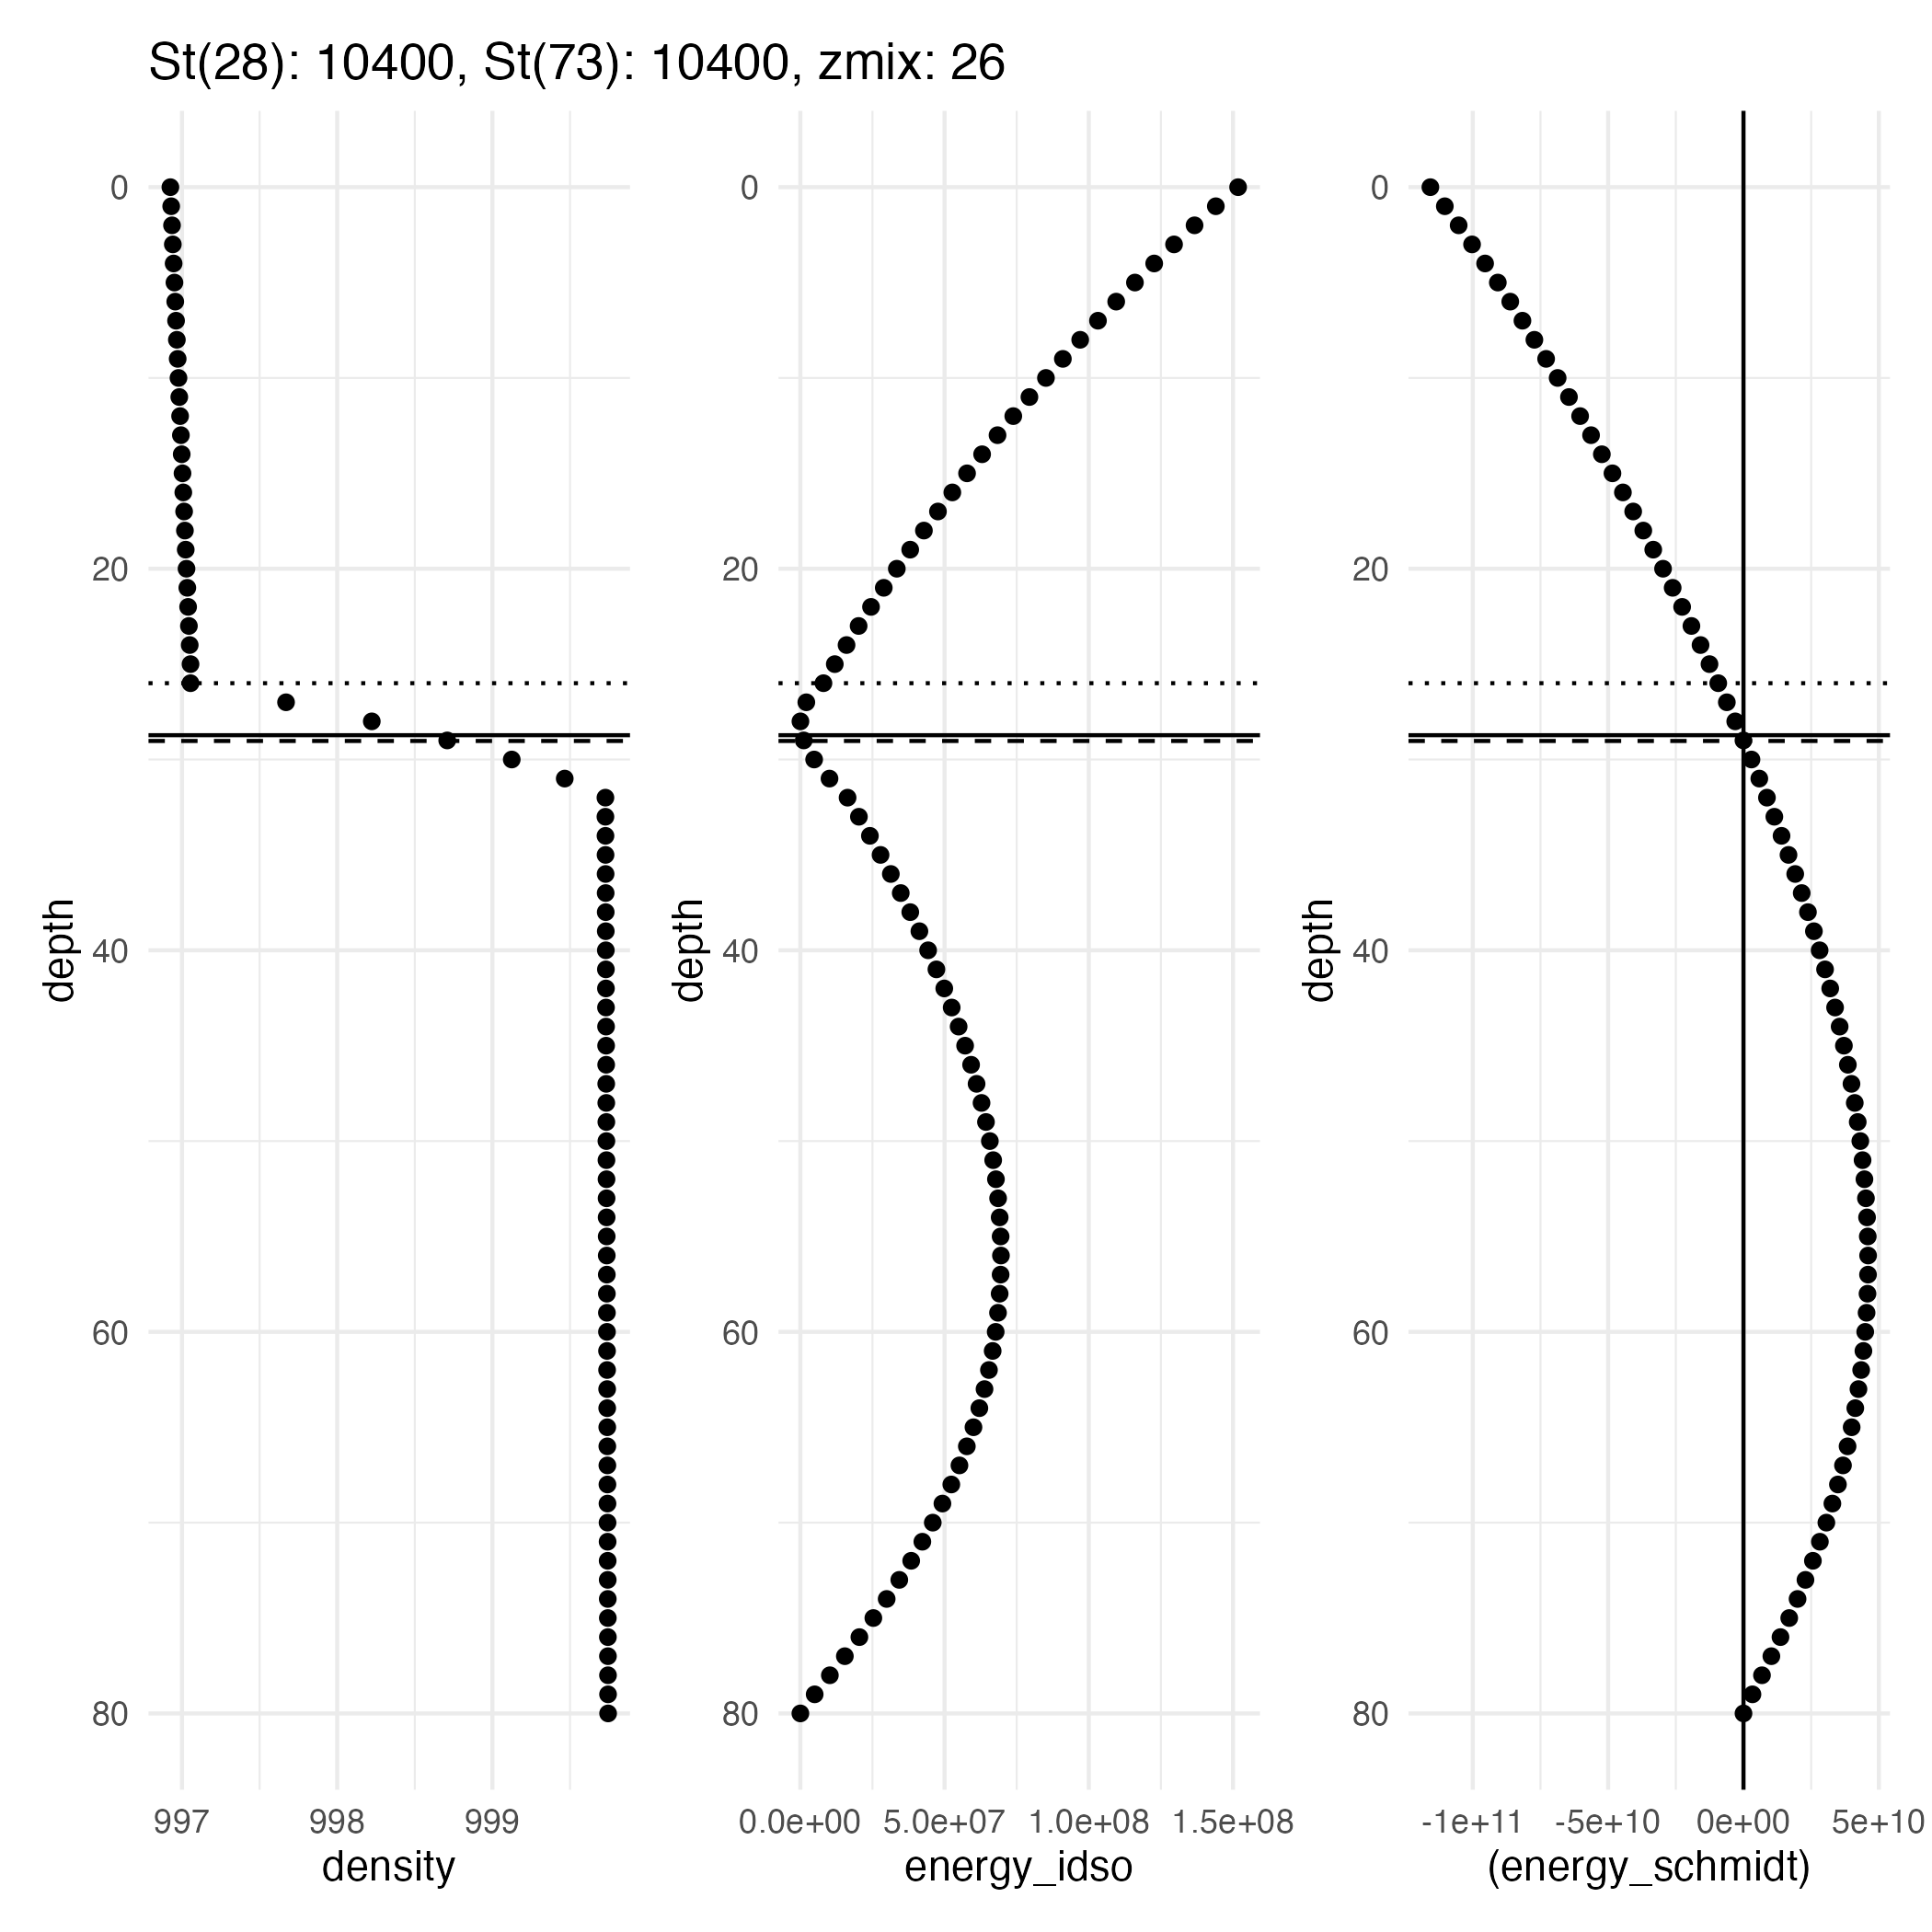 St(28): 10400, St(73): 10400, zmix: 26
depth
0
20
40
60
80
997 998 999
density
depth
0
20
40
60
80
0.0e+00 5.0e+07 1.0e+08 1.5e+08
energy_idso
depth
0
20
40
60
80
-1e+11 -5e+10 0e+00 5e+10
(energy_schmidt)